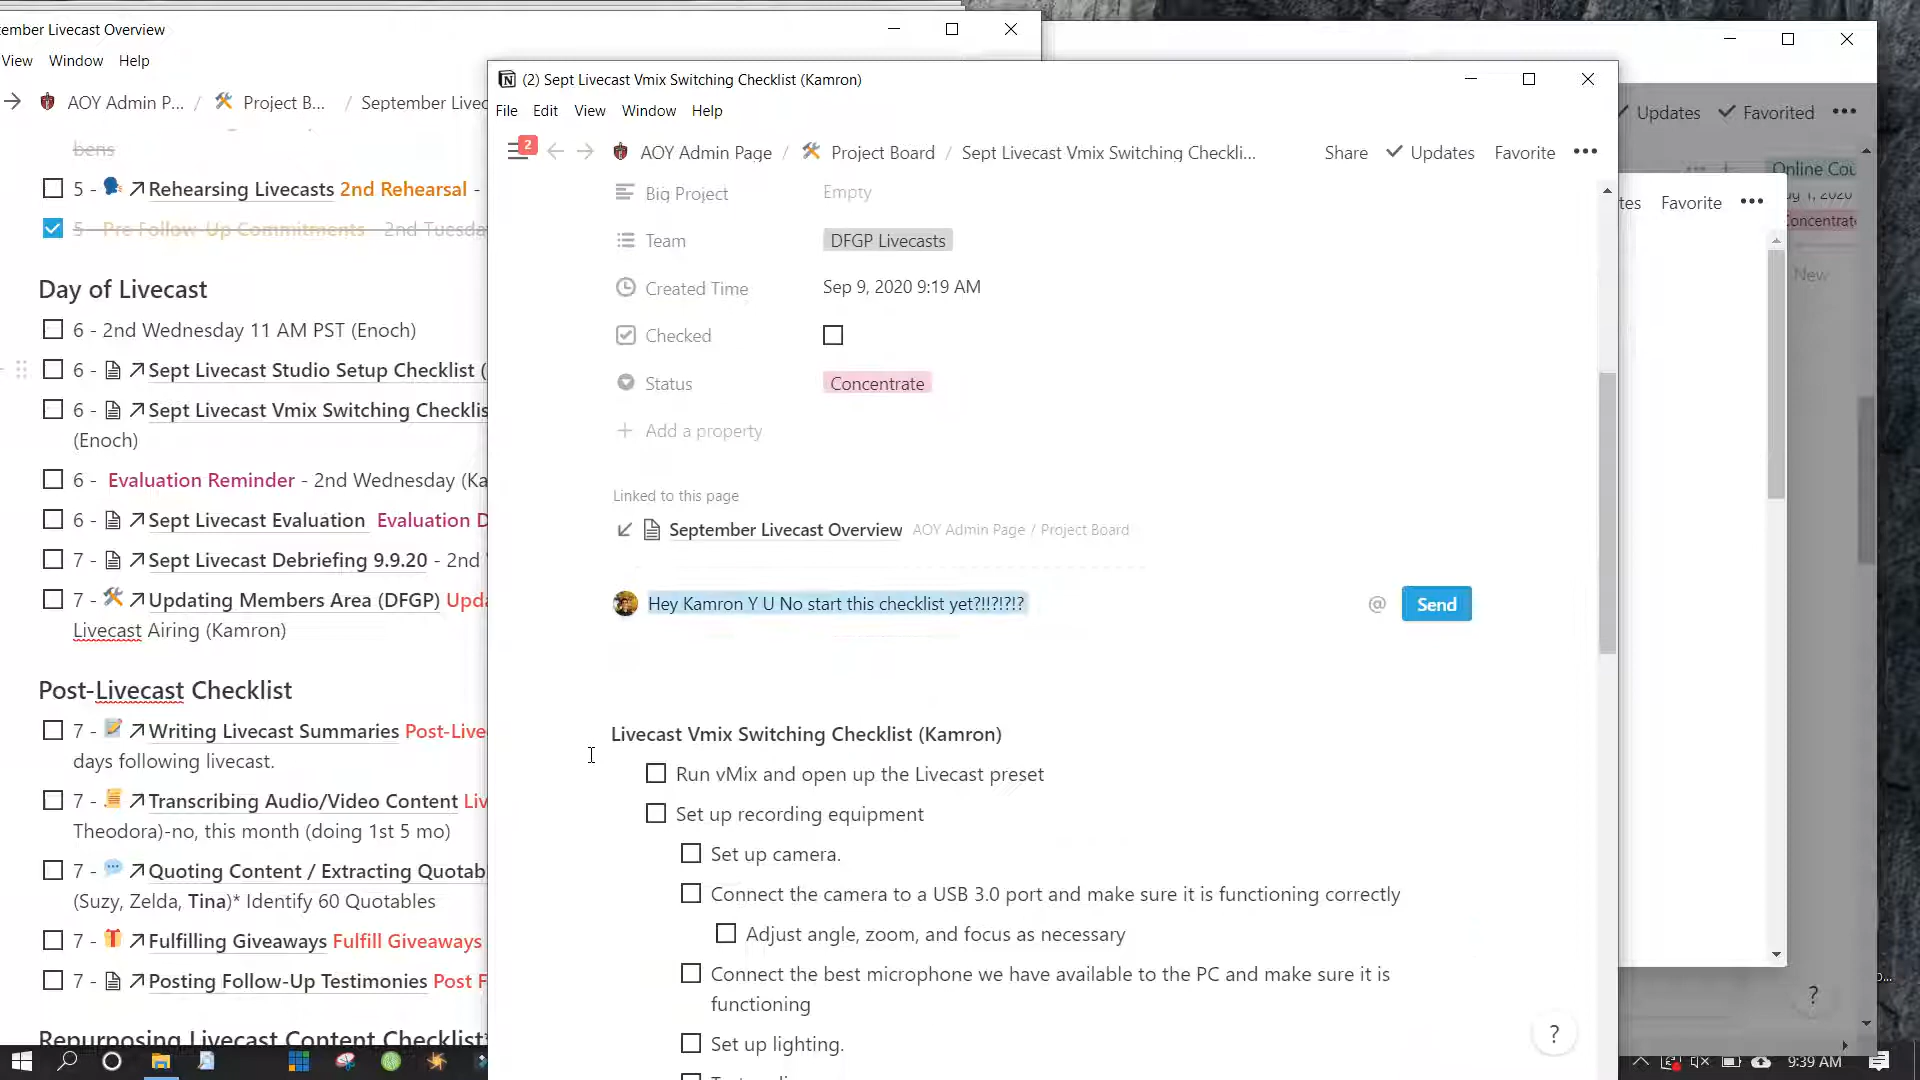 tember Livecast Overview
View Window Help
AOY Admin P... / Project B... / September Livec
bens
5 - Rehearsing Livecasts 2nd Rehearsal -
5 - Pre Follow-Up Commitments - 2nd Tuesda
Day of Livecast
6 - 2nd Wednesday 11 AM PST (Enoch)
6 - Sept Livecast Studio Setup Checklist (
6 - Sept Livecast Vmix Switching Checklis
(Enoch)
6 - Evaluation Reminder - 2nd Wednesday (Ka
6 - Sept Livecast Evaluation Evaluation D
7 - Sept Livecast Debriefing 9.9.20 - 2nd
7 - Updating Members Area (DFGP) Upda
Livecast Airing (Kamron)
Post-Livecast Checklist
7 - Writing Livecast Summaries Post-Live
days following livecast.
7 - Transcribing Audio/Video Content Liv
Theodora)-no, this month (doing 1st 5 mo)
7 - Quoting Content / Extracting Quotab
(Suzy, Zelda, Tina)* Identify 60 Quotables
7 - Fulfilling Giveaways Fulfill Giveaways
7 - Posting Follow-Up Testimonies Post F
Repurposing Livecast Content Checklist
(2) Sept Livecast Vmix Switching Checklist (Kamron)
File Edit View Window Help
2
AOY Admin Page / Project Board / Sept Livecast Vmix Switching Checkli...
Share Updates Favorite
Big Project Empty
Team DFGP Livecasts
Created Time Sep 9, 2020 9:19 AM
Checked
Status Concentrate
Add a property
Linked to this page
September Livecast Overview AOY Admin Page / Project Board
Hey Kamron Y U No start this checklist yet?!!?!?!?
@ Send
Livecast Vmix Switching Checklist (Kamron)
Run vMix and open up the Livecast preset
Set up recording equipment
Set up camera.
Connect the camera to a USB 3.0 port and make sure it is functioning correctly
Adjust angle, zoom, and focus as necessary
Connect the best microphone we have available to the PC and make sure it is
functioning
Set up lighting.
?
Updates Favorited
Online Cou
Concentrat
New
tes Favorite
?
9:39 AM